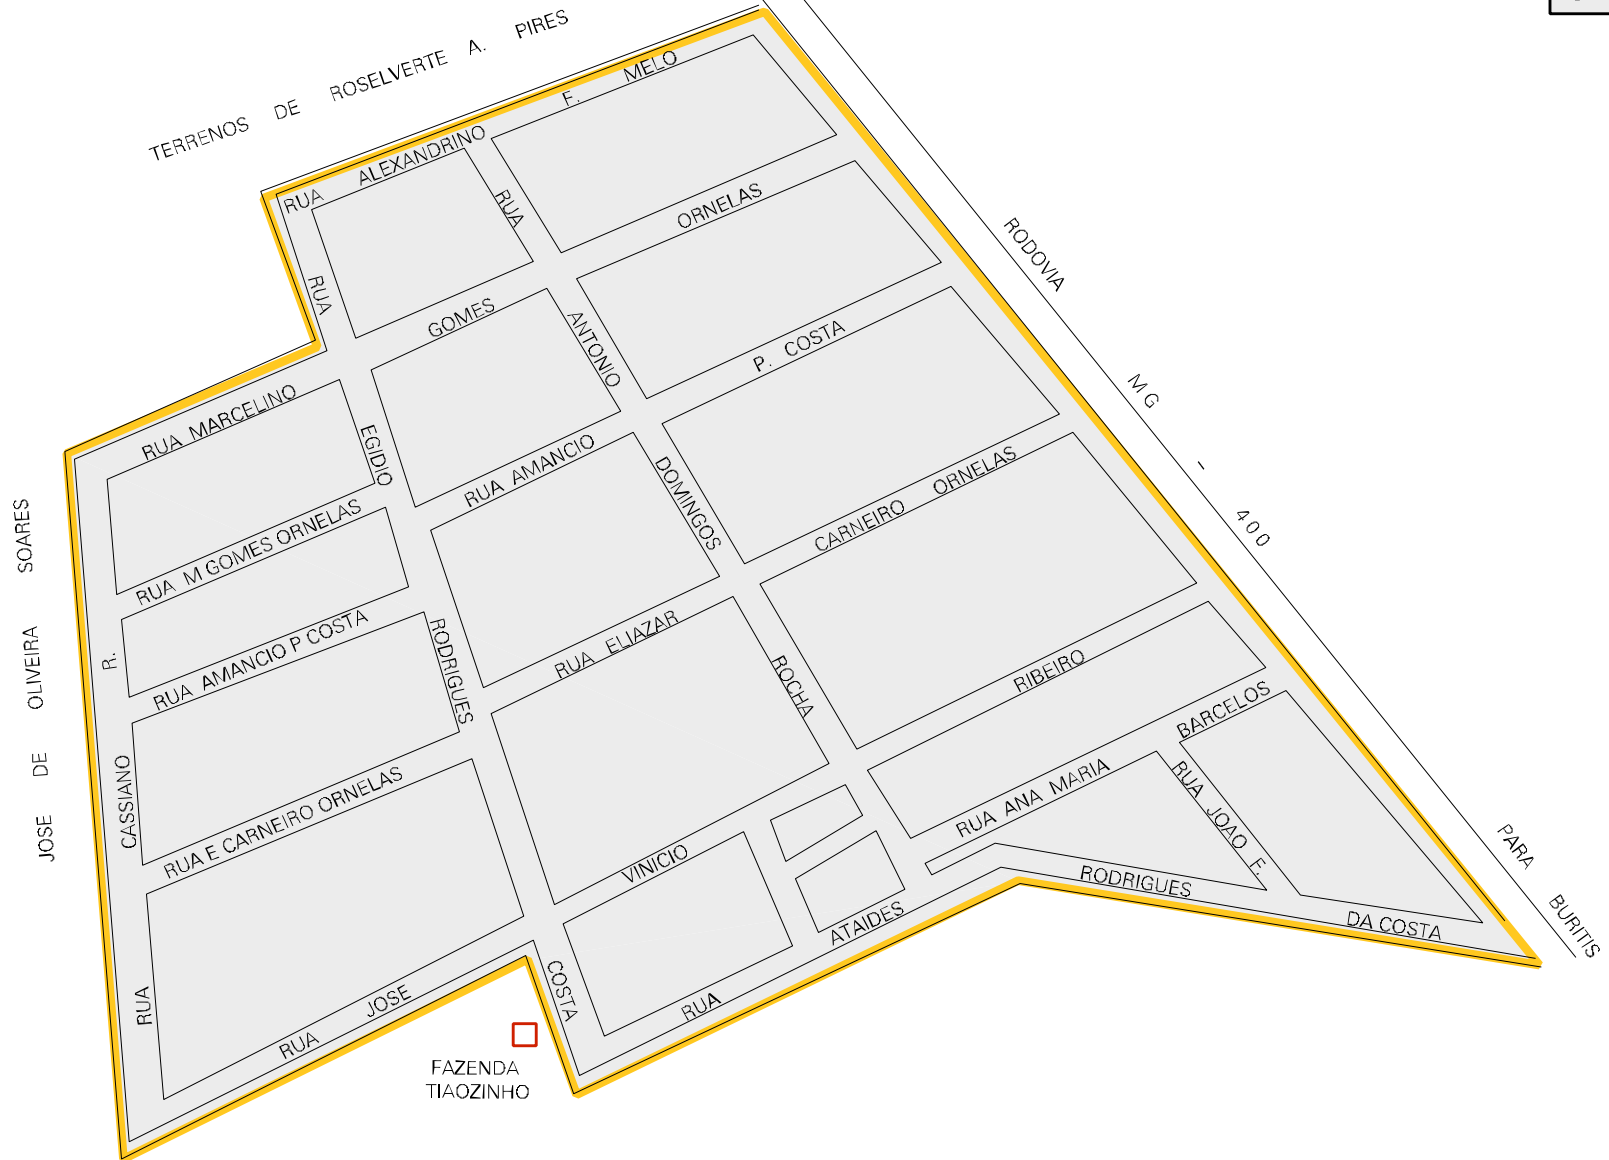 TERRENOS DE ROSELVERTE A. PIRES
RUA ALEXANDRINO F. MELO
RUA
ORNELAS
RUA
GOMES
ANTONIO
P. COSTA
RODOVIA MG - 400
RUA MARCELINO
EGIDIO
RUA AMANCIO
DOMINGOS
CARNEIRO ORNELAS
RUA M GOMES ORNELAS
JOSE DE OLIVEIRA SOARES
R.
RUA AMANCIO P COSTA
RODRIGUES
RUA ELIAZAR
ROCHA
RIBEIRO
BARCELOS
CASSIANO
RUA E CARNEIRO ORNELAS
RUA ANA MARIA
RUA JOAO F.
VINICIO
RODRIGUES
DA COSTA
PARA BURITIS
ATAIDES
RUA
RUA JOSE
COSTA
RUA
FAZENDA
TIAOZINHO